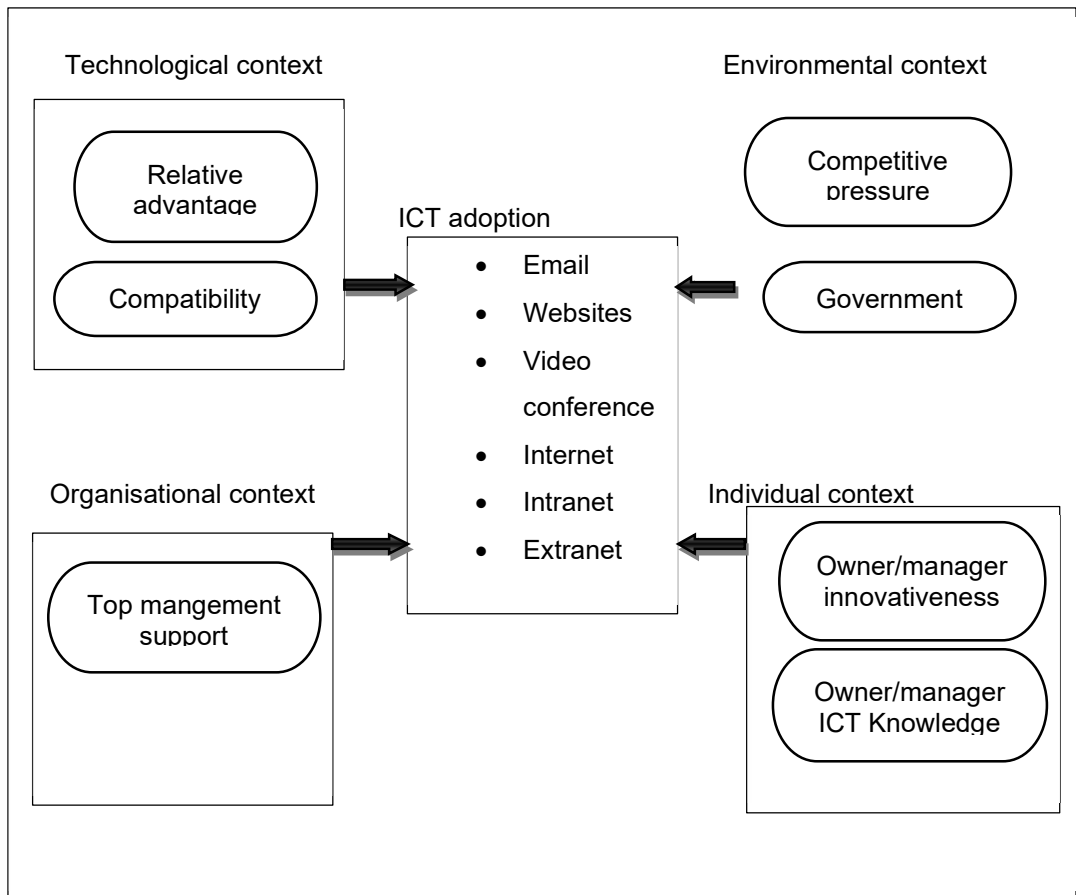 Technological context
Relative
advantage
Compatibility
Environmental context
Competitive
pressure
Government
ICT adoption
• Email
• Websites
• Video
conference
• Internet
• Intranet
• Extranet
Organisational context
Top mangement
support
Individual context
Owner/manager
innovativeness
Owner/manager
ICT Knowledge